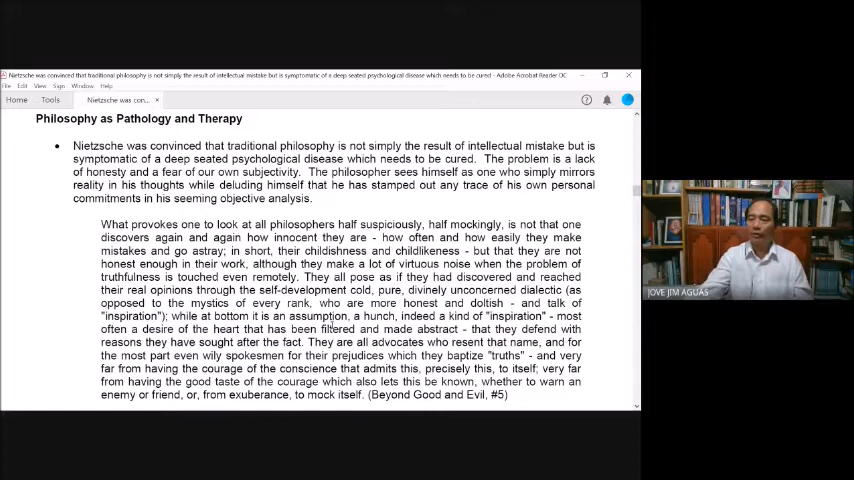 Nietzsche was convinced that traditional philosophy is not simply the result of intellectual mistake but is symptomatic of a deep seated psychological disease which needs to be cured - Adobe Acrobat Reader DC
File Edit View Sign Window Help
Home Tools Nietzsche was con... ×
Philosophy as Pathology and Therapy
• Nietzsche was convinced that traditional philosophy is not simply the result of intellectual mistake but is
symptomatic of a deep seated psychological disease which needs to be cured. The problem is a lack
of honesty and a fear of our own subjectivity. The philosopher sees himself as one who simply mirrors
reality in his thoughts while deluding himself that he has stamped out any trace of his own personal
commitments in his seeming objective analysis.
What provokes one to look at all philosophers half suspiciously, half mockingly, is not that one
discovers again and again how innocent they are - how often and how easily they make
mistakes and go astray; in short, their childishness and childlikeness - but that they are not
honest enough in their work, although they make a lot of virtuous noise when the problem of
truthfulness is touched even remotely. They all pose as if they had discovered and reached
their real opinions through the self-development cold, pure, divinely unconcerned dialectic (as
opposed to the mystics of every rank, who are more honest and doltish - and talk of
"inspiration"); while at bottom it is an assumption, a hunch, indeed a kind of "inspiration" - most
often a desire of the heart that has been filtered and made abstract - that they defend with
reasons they have sought after the fact. They are all advocates who resent that name, and for
the most part even wily spokesmen for their prejudices which they baptize "truths" - and very
far from having the courage of the conscience that admits this, precisely this, to itself; very far
from having the good taste of the courage which also lets this be known, whether to warn an
enemy or friend, or, from exuberance, to mock itself. (Beyond Good and Evil, #5)
JOVE JIM AGUAS